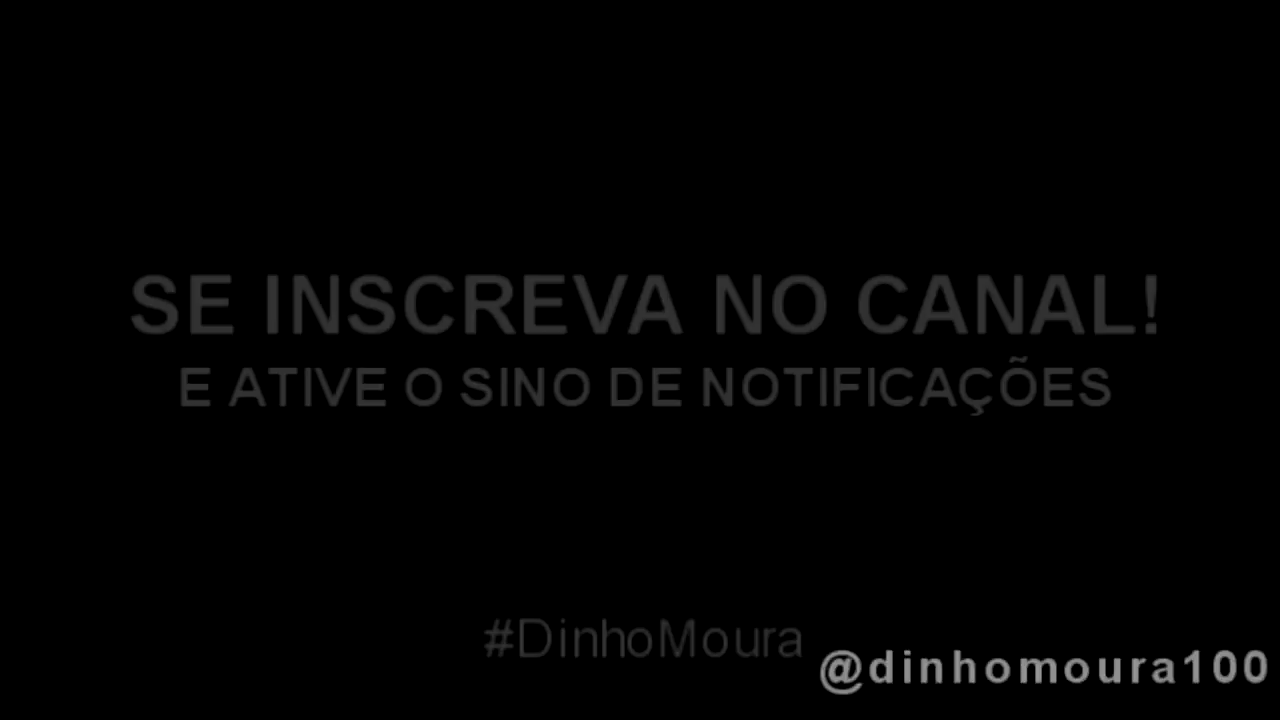 SE INSCREVA NO CANAL!
E ATIVE O SINO DE NOTIFICAÇÕES
#DinhoMoura
@dinhomoura100